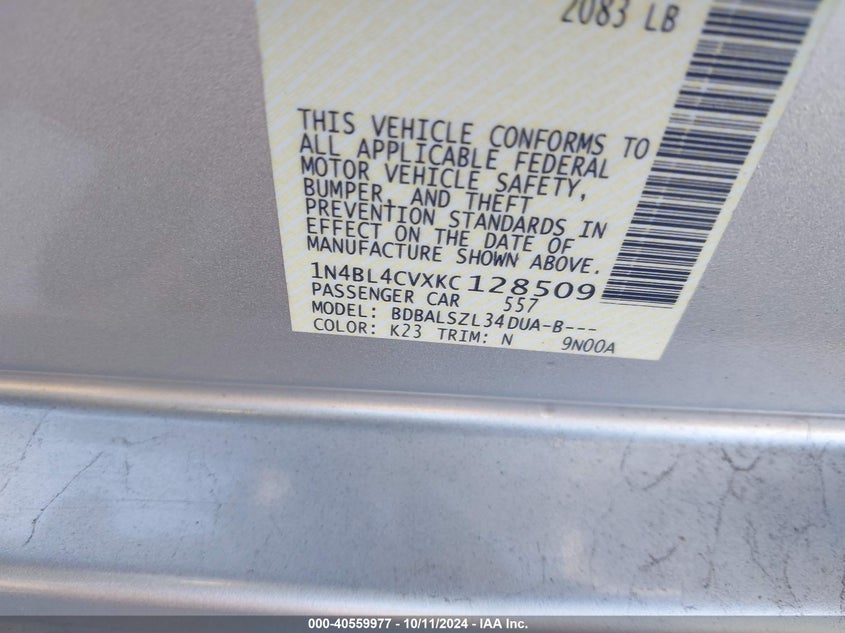 2083 LB
THIS VEHICLE CONFORMS TO
ALL APPLICABLE FEDERAL
MOTOR VEHICLE SAFETY,
BUMPER, AND THEFT
PREVENTION STANDARDS IN
EFFECT ON THE DATE OF
MANUFACTURE SHOWN ABOVE.
1N4BL4CVXKC128509
PASSENGER CAR 557
MODEL: BDBALSZL34DUA-B---
COLOR: K23 TRIM: N 9N00A
000-40559977 - 10/11/2024 - IAA Inc.